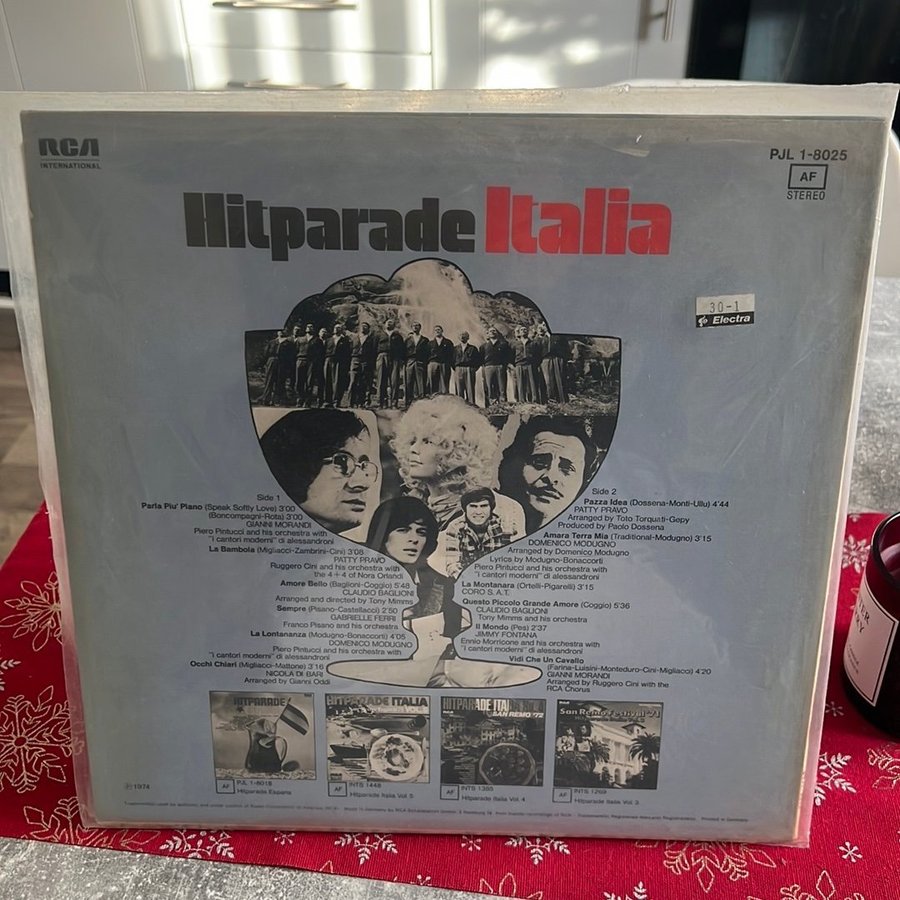 RCA
INTERNATIONAL
PJL 1-8025
AF
STEREO
Hitparade Italia
30-1
Electra
Side 1
Parla Piu' Piano (Speak Softly Love) 3'00
(Boncompagni-Rota) 3'00
GIANNI MORANDI
Piero Pintucci and his orchestra with
"i cantori moderni" di alessandroni
La Bambola (Migliacci-Zambrini-Cini) 3'08
PATTY PRAVO
Ruggero Cini and his orchestra with
the 4 + 4 of Nora Orlandi
Amore Bello (Baglioni-Coggio) 5'48
CLAUDIO BAGLIONI
Arranged and directed by Tony Mimms
Sempre (Pisano-Castellacci) 2'50
GABRIELLE FERRI
Franco Pisano and his orchestra
La Lontananza (Modugno-Bonaccorti) 4'05
DOMENICO MODUGNO
Piero Pintucci and his orchestra with
"i cantori moderni" di alessandroni
Occhi Chiari (Migliacci-Mattone) 3'16
NICOLA DI BARI
Arranged by Gianni Oddi
Side 2
Pazza Idea (Dossena-Monti-Ullu) 4'44
PATTY PRAVO
Arranged by Toto Torquati-Gepy
Produced by Paolo Dossena
Amara Terra Mia (Traditional-Modugno) 3'15
DOMENICO MODUGNO
Arranged by Domenico Modugno
Lyrics by Modugno-Bonaccorti
Piero Pintucci and his orchestra with
"i cantori moderni" di alessandroni
La Montanara (Ortelli-Pigarelli) 3'15
CORO S.A.T.
Questo Piccolo Grande Amore (Coggio) 5'36
CLAUDIO BAGLIONI
Tony Mimms and his orchestra
Il Mondo (Pes) 2'37
JIMMY FONTANA
Ennio Morricone and his orchestra with
"i cantori moderni" di alessandroni
Vidi Che Un Cavallo
(Farina-Luisini-Monteduro-Cini-Migliacci) 4'20
GIANNI MORANDI
Arranged by Ruggero Cini with the
RCA Chorus
HITPARADE
HITPARADE ITALIA
HITPARADE ITALIA
SAN REMO '72
San Remo Festival '71
AF
PJL 1-8018
Hitparade Espana
AF
INTS 1448
Hitparade Italia Vol. 5
AF
INTS 1365
Hitparade Italia Vol. 4
AF
INTS 1269
Hitparade Italia Vol. 3
℗ 1974
Printed in Germany